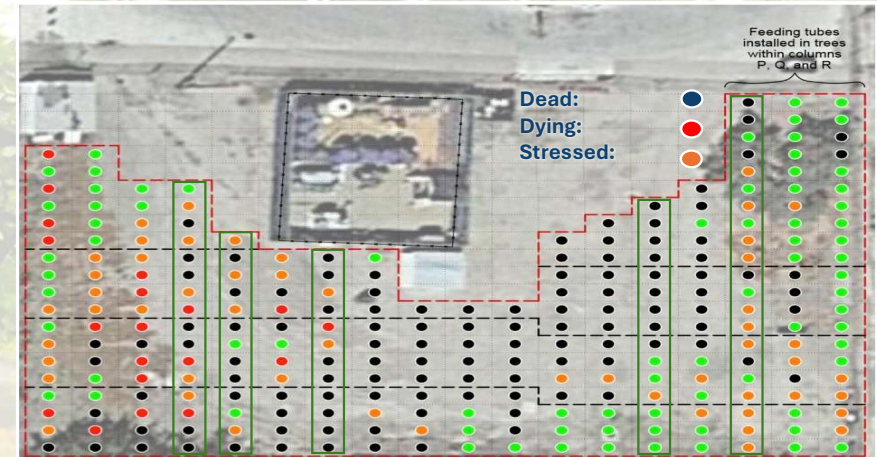 Feeding tubes
installed in trees
within columns
P, Q, and R
Dead:
Dying:
Stressed: